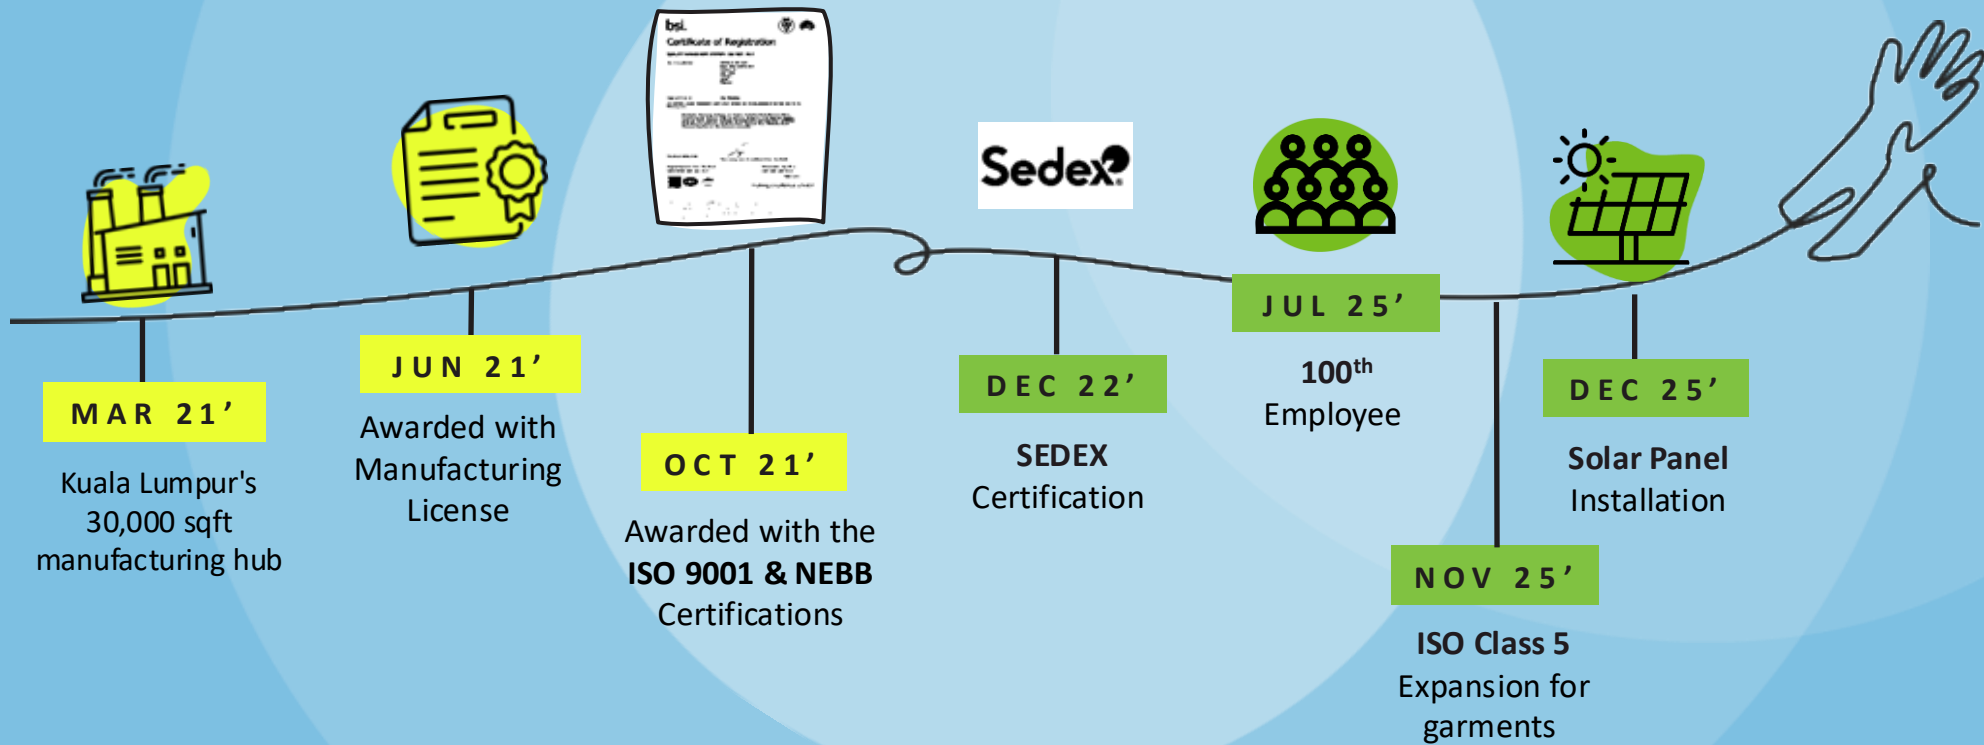 bsi.
Certificate of Registration
Sedex
MAR 21’
Kuala Lumpur's
30,000 sqft
manufacturing hub
JUN 21’
Awarded with
Manufacturing
License
OCT 21’
Awarded with the
ISO 9001 & NEBB
Certifications
DEC 22’
SEDEX
Certification
JUL 25’
100th
Employee
NOV 25’
ISO Class 5
Expansion for
garments
DEC 25’
Solar Panel
Installation